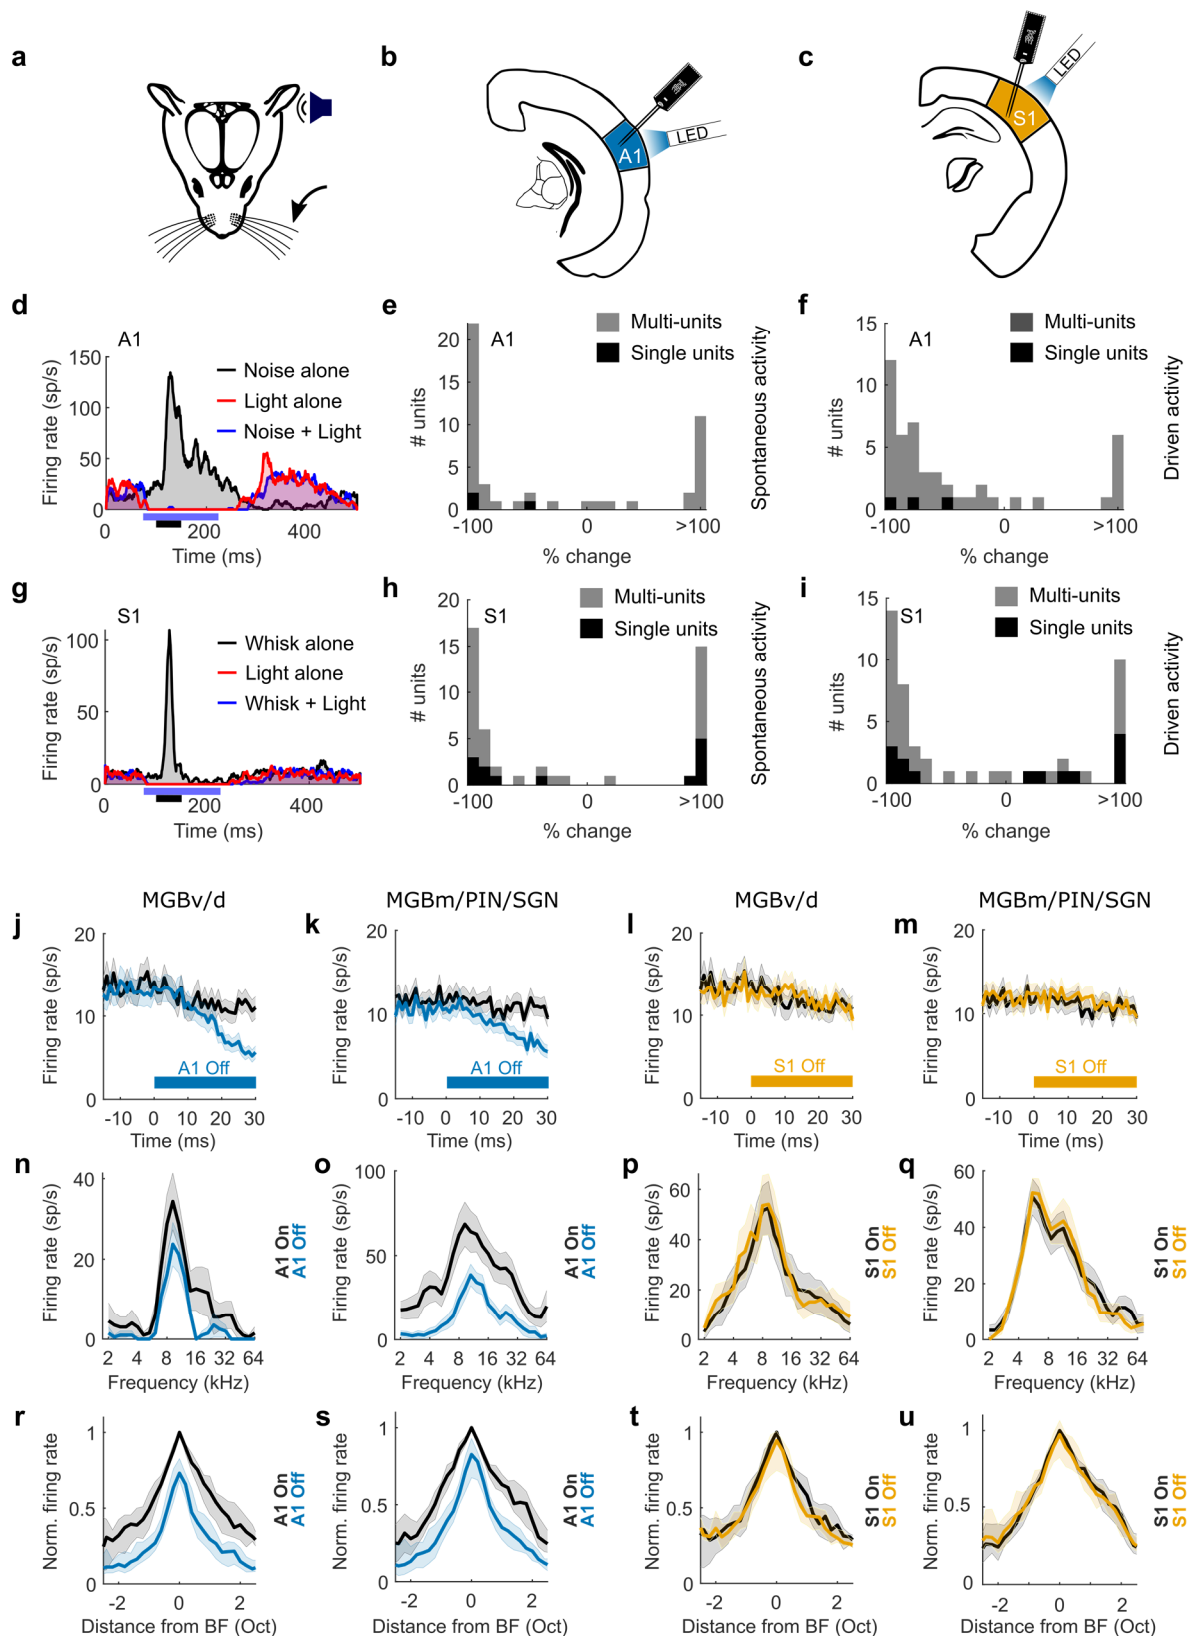 a
b
c
LED
A1
LED
S1
d
A1
150
100
50
0
Firing rate (sp/s)
Noise alone
Light alone
Noise + Light
0
200
400
Time (ms)
e
A1
20
15
10
5
0
# units
Multi-units
Single units
-100
0
>100
% change
Spontaneous activity
f
A1
15
10
5
0
# units
Multi-units
Single units
-100
0
>100
% change
Driven activity
g
S1
100
50
0
Firing rate (sp/s)
Whisk alone
Light alone
Whisk + Light
0
200
400
Time (ms)
h
S1
20
15
10
5
0
# units
Multi-units
Single units
-100
0
>100
% change
Spontaneous activity
i
S1
15
10
5
0
# units
Multi-units
Single units
-100
0
>100
% change
Driven activity
MGBv/d
j
20
10
0
Firing rate (sp/s)
A1 Off
-10 0 10 20 30
Time (ms)
MGBm/PIN/SGN
k
20
10
0
Firing rate (sp/s)
A1 Off
-10 0 10 20 30
Time (ms)
MGBv/d
l
20
10
0
Firing rate (sp/s)
S1 Off
-10 0 10 20 30
Time (ms)
MGBm/PIN/SGN
m
20
10
0
Firing rate (sp/s)
S1 Off
-10 0 10 20 30
Time (ms)
n
40
20
0
Firing rate (sp/s)
2 4 8 16 32 64
Frequency (kHz)
A1 On
A1 Off
o
100
50
0
Firing rate (sp/s)
2 4 8 16 32 64
Frequency (kHz)
A1 On
A1 Off
p
60
40
20
0
Firing rate (sp/s)
2 4 8 16 32 64
Frequency (kHz)
S1 On
S1 Off
q
60
40
20
0
Firing rate (sp/s)
2 4 8 16 32 64
Frequency (kHz)
S1 On
S1 Off
r
1
0.5
0
Norm. firing rate
-2 0 2
Distance from BF (Oct)
A1 On
A1 Off
s
1
0.5
0
Norm. firing rate
-2 0 2
Distance from BF (Oct)
A1 On
A1 Off
t
1
0.5
0
Norm. firing rate
-2 0 2
Distance from BF (Oct)
S1 On
S1 Off
u
1
0.5
0
Norm. firing rate
-2 0 2
Distance from BF (Oct)
S1 On
S1 Off